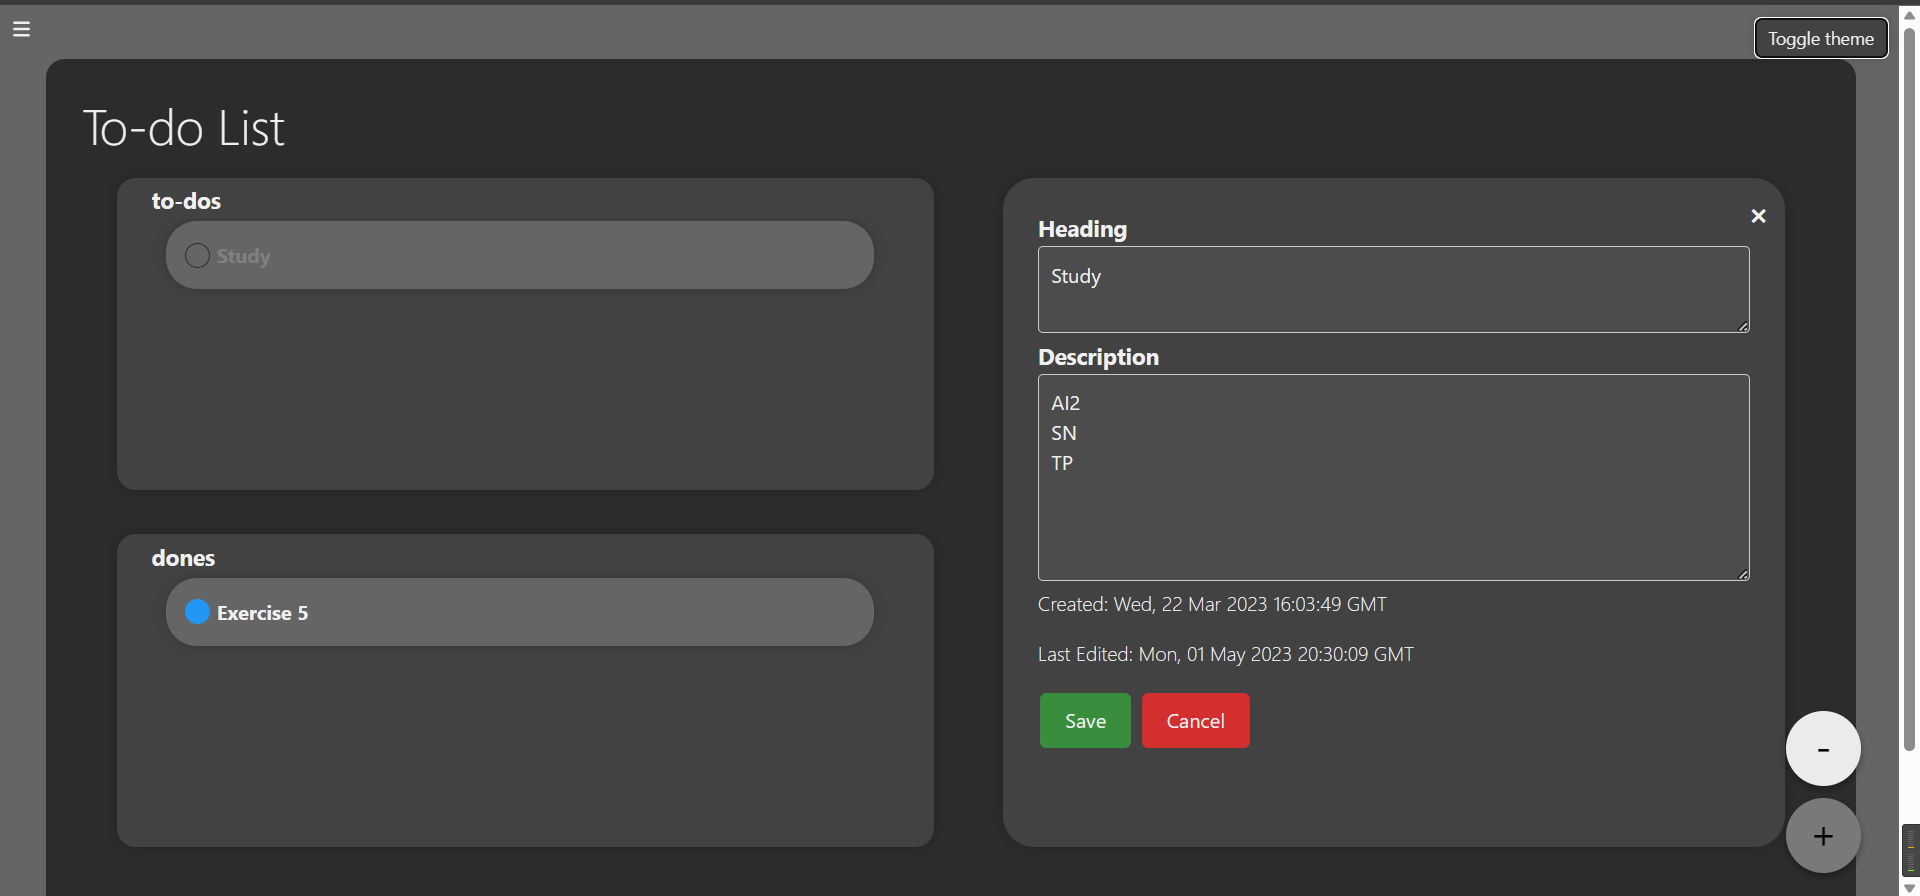 Toggle theme
To-do List
to-dos
Study
dones
Exercise 5
Heading
Study
Description
AI2
SN
TP
Created: Wed, 22 Mar 2023 16:03:49 GMT
Last Edited: Mon, 01 May 2023 20:30:09 GMT
Save Cancel
-
+